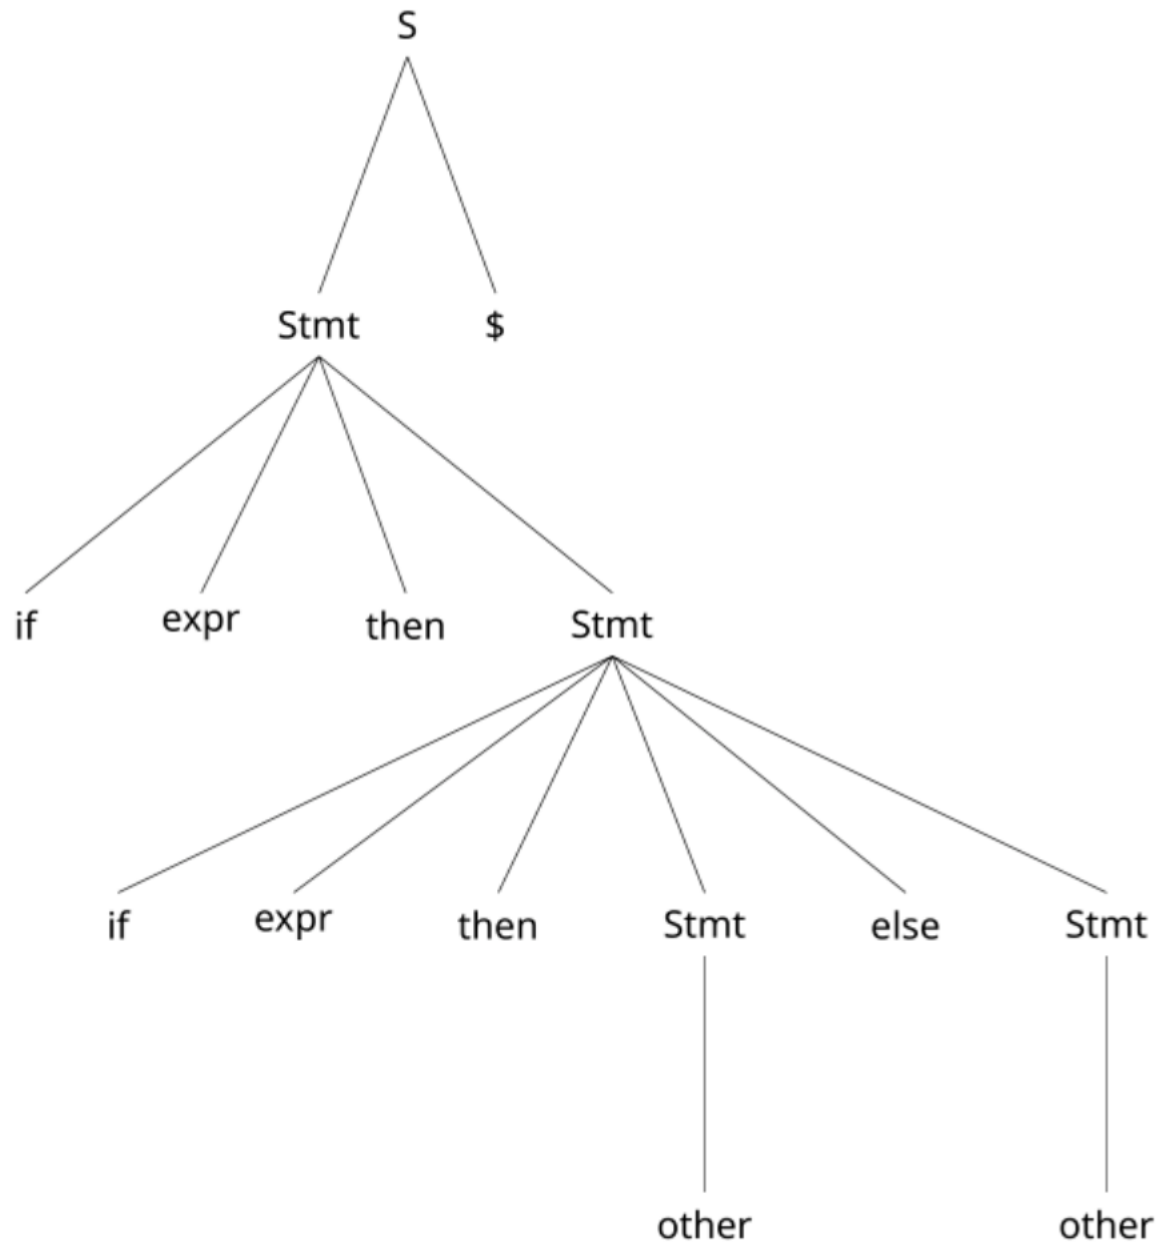 S
Stmt $
if expr then Stmt
if expr then Stmt else Stmt
other other